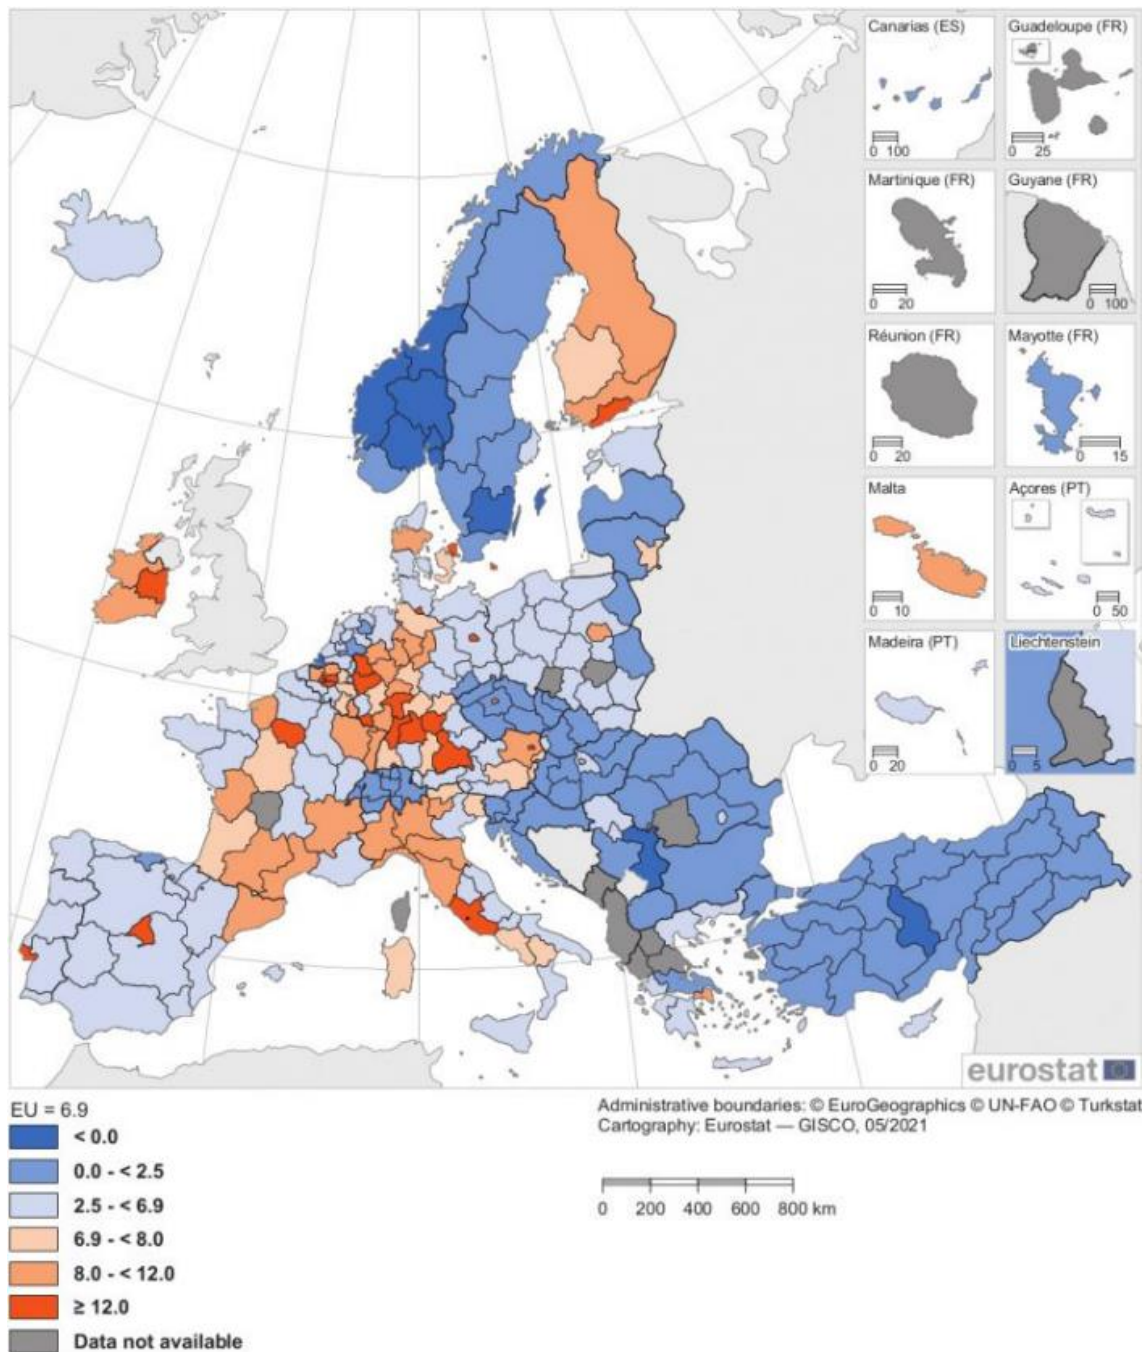 Canarias (ES)
0 100
Guadeloupe (FR)
0 25
Martinique (FR)
0 20
Guyane (FR)
0 100
Réunion (FR)
0 20
Mayotte (FR)
0 15
Malta
0 10
Açores (PT)
0 50
Madeira (PT)
0 20
Liechtenstein
0 5
eurostat
EU = 6.9
< 0.0
0.0 - < 2.5
2.5 - < 6.9
6.9 - < 8.0
8.0 - < 12.0
≥ 12.0
Data not available
Administrative boundaries: © EuroGeographics © UN-FAO © Turkstat
Cartography: Eurostat — GISCO, 05/2021
0 200 400 600 800 km